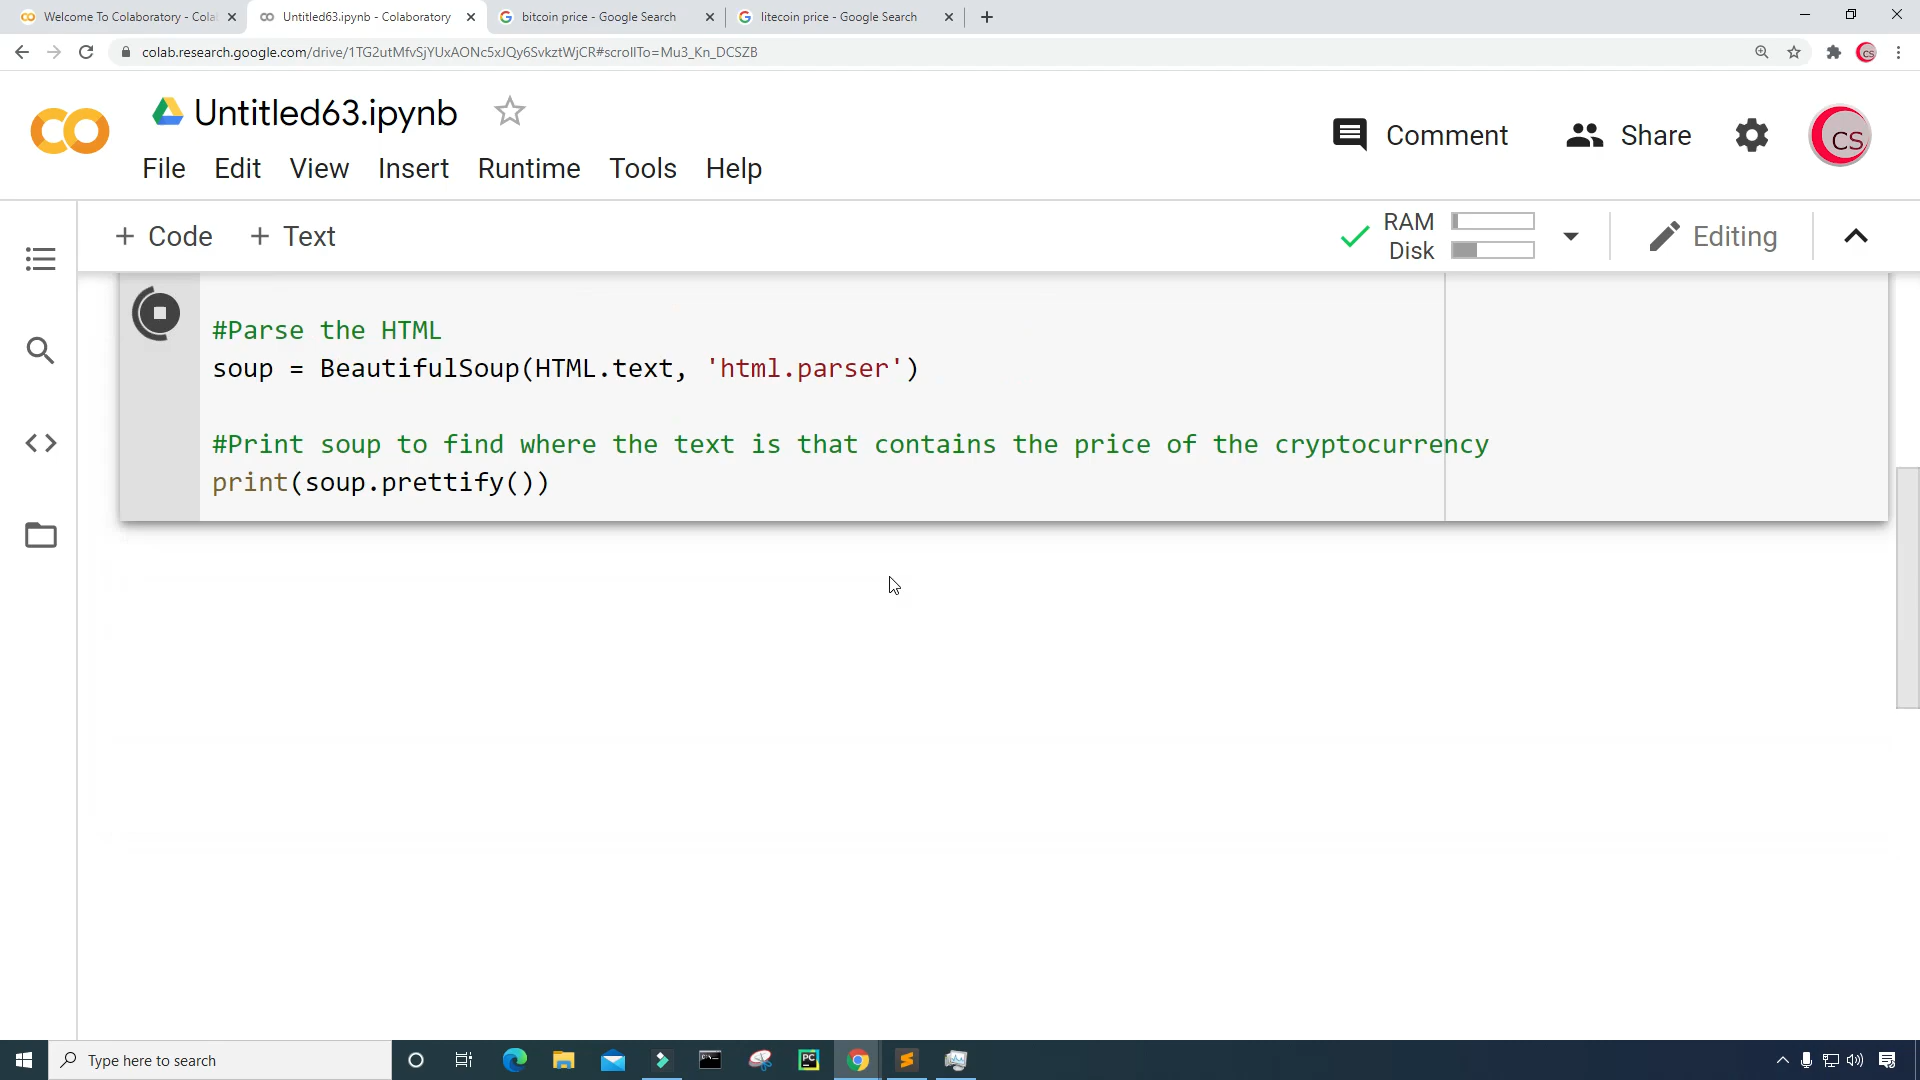 Welcome To Colaboratory - Cola
Untitled63.ipynb - Colaboratory
bitcoin price - Google Search
litecoin price - Google Search
colab.research.google.com/drive/1TG2utMfvSjYUxAONc5xJQy6SvkztWjCR#scrollTo=Mu3_Kn_DCSZB
CS
Untitled63.ipynb
Comment
Share
CS
File Edit View Insert Runtime Tools Help
+ Code
+ Text
RAM
Disk
Editing
#Parse the HTML
soup = BeautifulSoup(HTML.text, 'html.parser')
#Print soup to find where the text is that contains the price of the cryptocurrency
print(soup.prettify())
Type here to search
PC